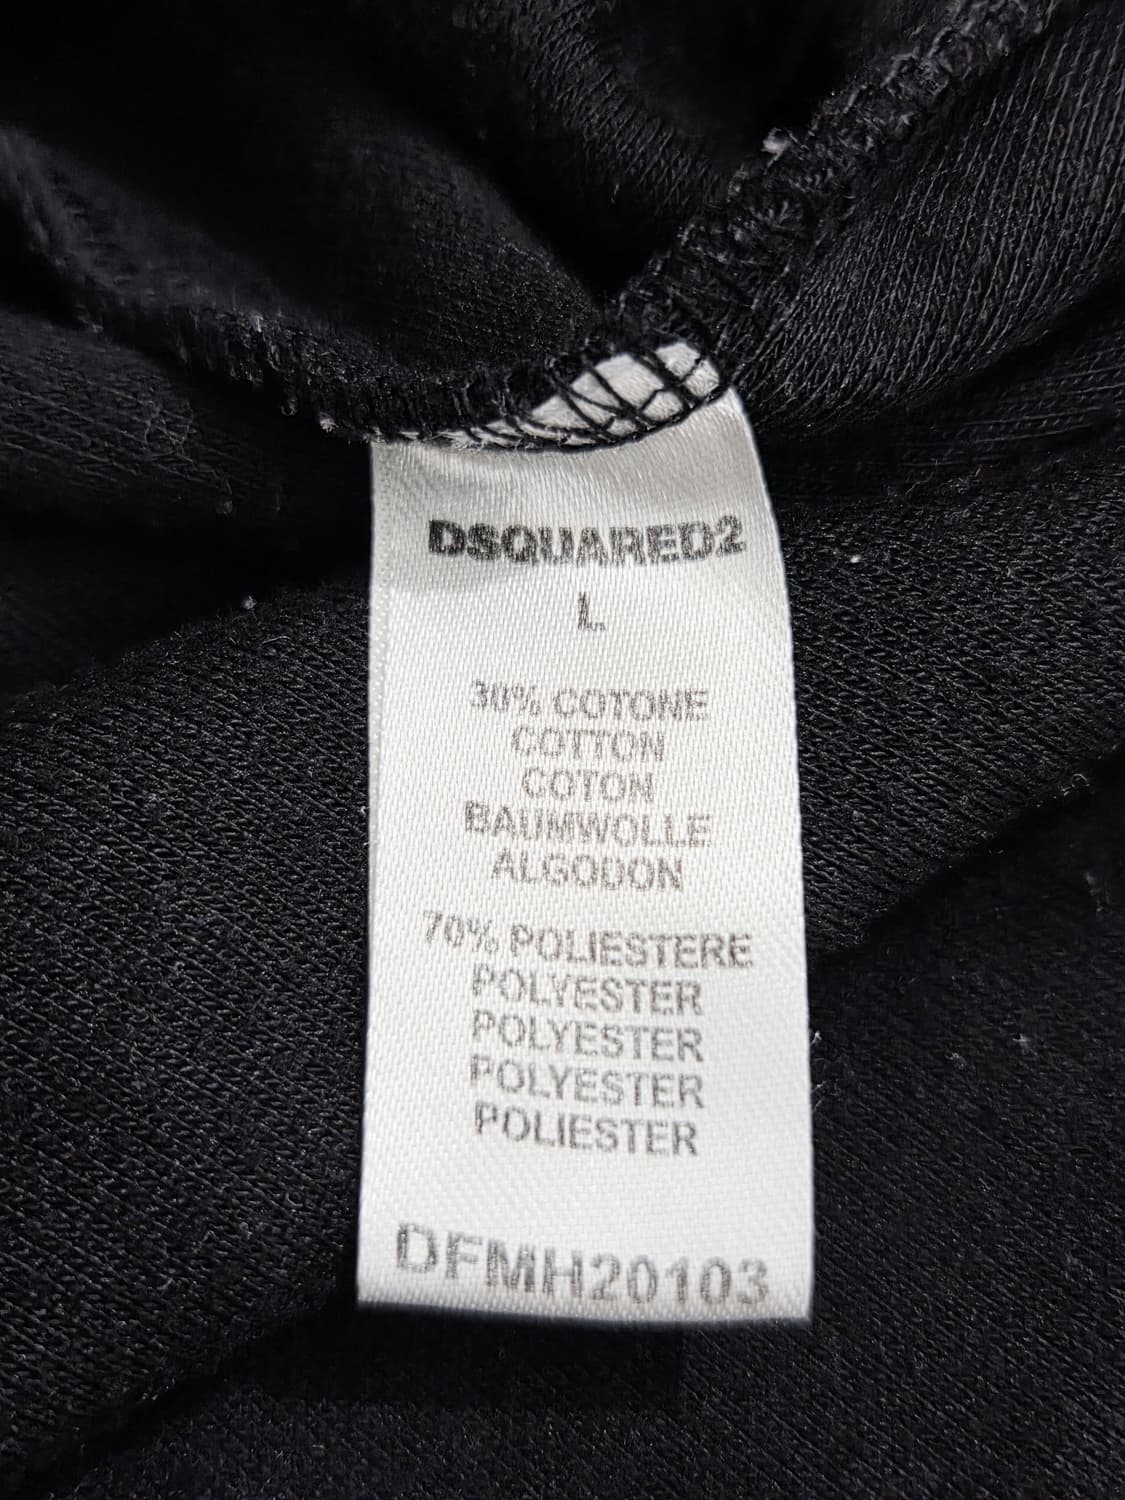 DSQUARED2
L
30% COTONE
COTTON
COTON
BAUMWOLLE
ALGODON
70% POLIESTERE
POLYESTER
POLYESTER
POLYESTER
POLIESTER
DFMH20103